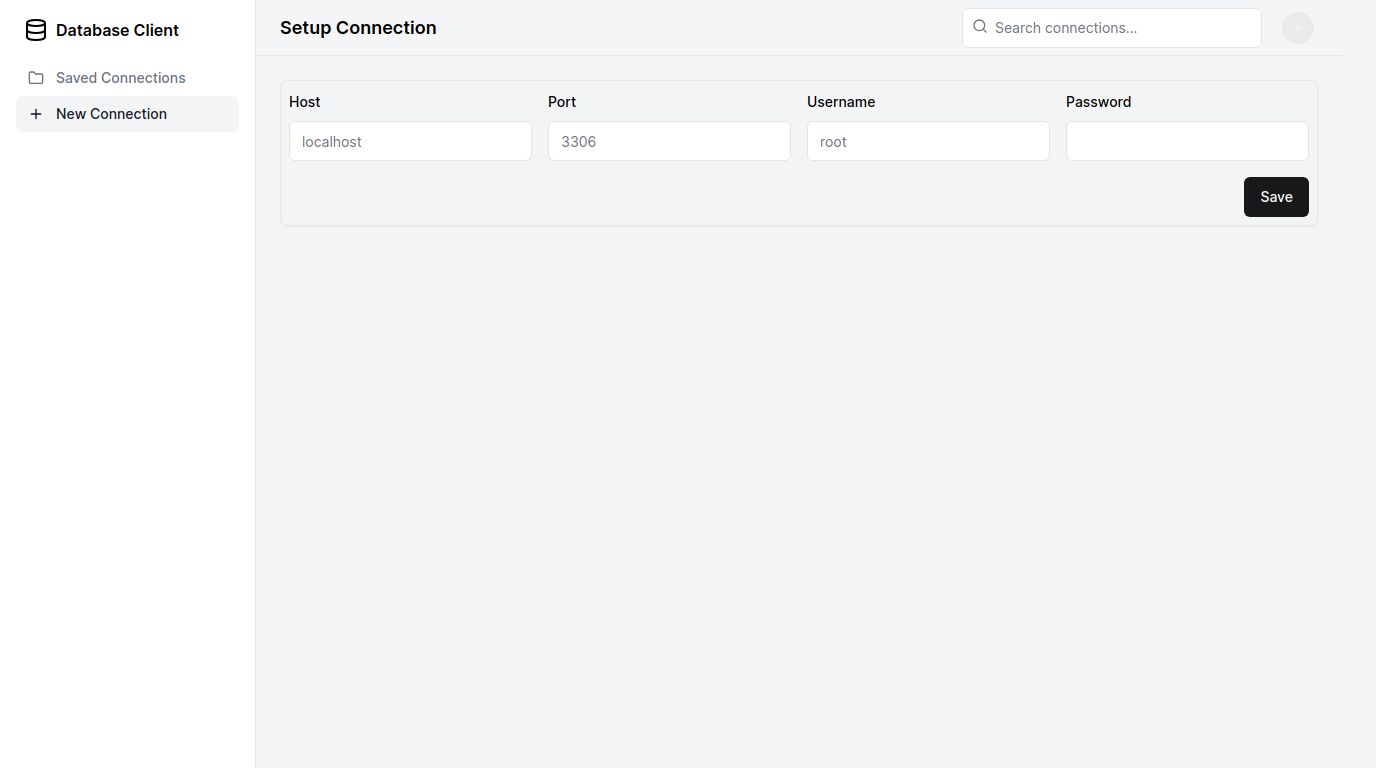 Database Client
Saved Connections
New Connection
Setup Connection
Search connections...
Host
Port
Username
Password
localhost
3306
root
Save